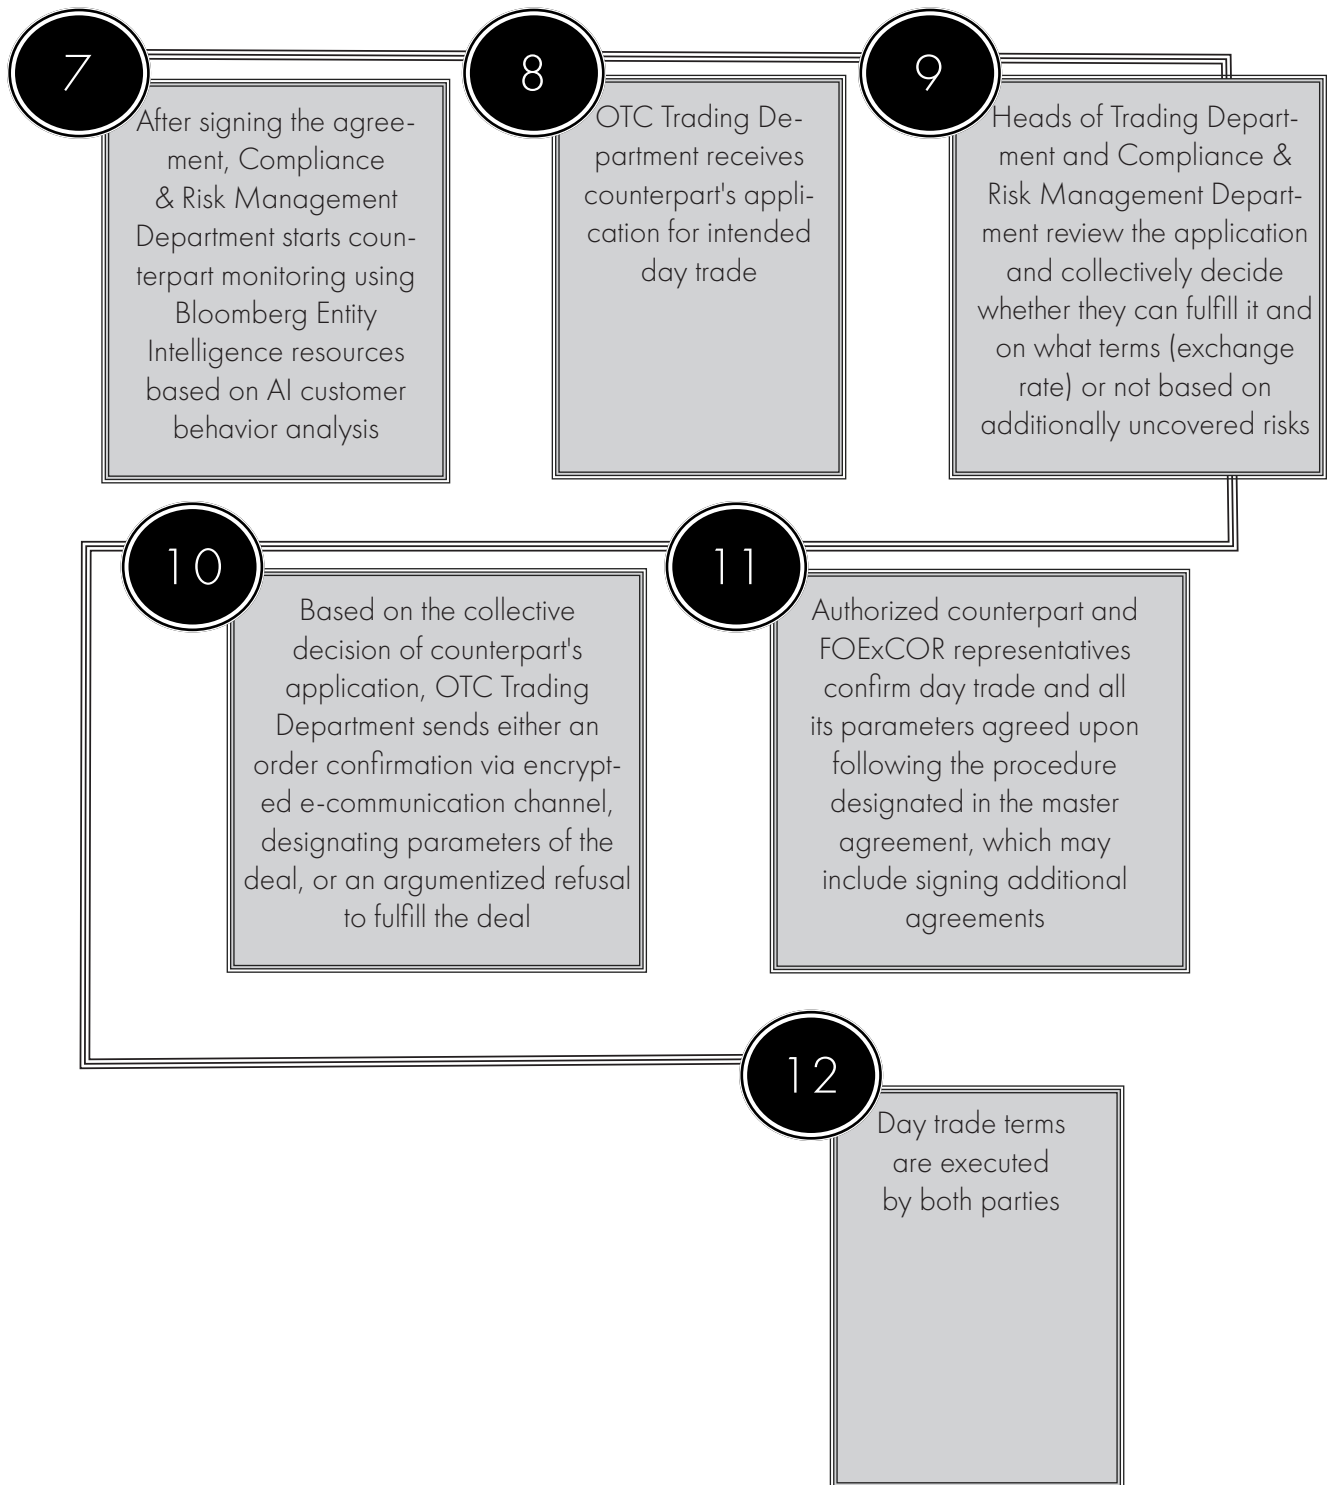 7
After signing the agree-
ment, Compliance
& Risk Management
Department starts coun-
terpart monitoring using
Bloomberg Entity
Intelligence resources
based on AI customer
behavior analysis
8
OTC Trading De-
partment receives
counterpart's appli-
cation for intended
day trade
9
Heads of Trading Depart-
ment and Compliance &
Risk Management Depart-
ment review the application
and collectively decide
whether they can fulfill it and
on what terms (exchange
rate) or not based on
additionally uncovered risks
10
Based on the collective
decision of counterpart's
application, OTC Trading
Department sends either an
order confirmation via encrypt-
ed e-communication channel,
designating parameters of the
deal, or an argumentized refusal
to fulfill the deal
11
Authorized counterpart and
FOExCOR representatives
confirm day trade and all
its parameters agreed upon
following the procedure
designated in the master
agreement, which may
include signing additional
agreements
12
Day trade terms
are executed
by both parties